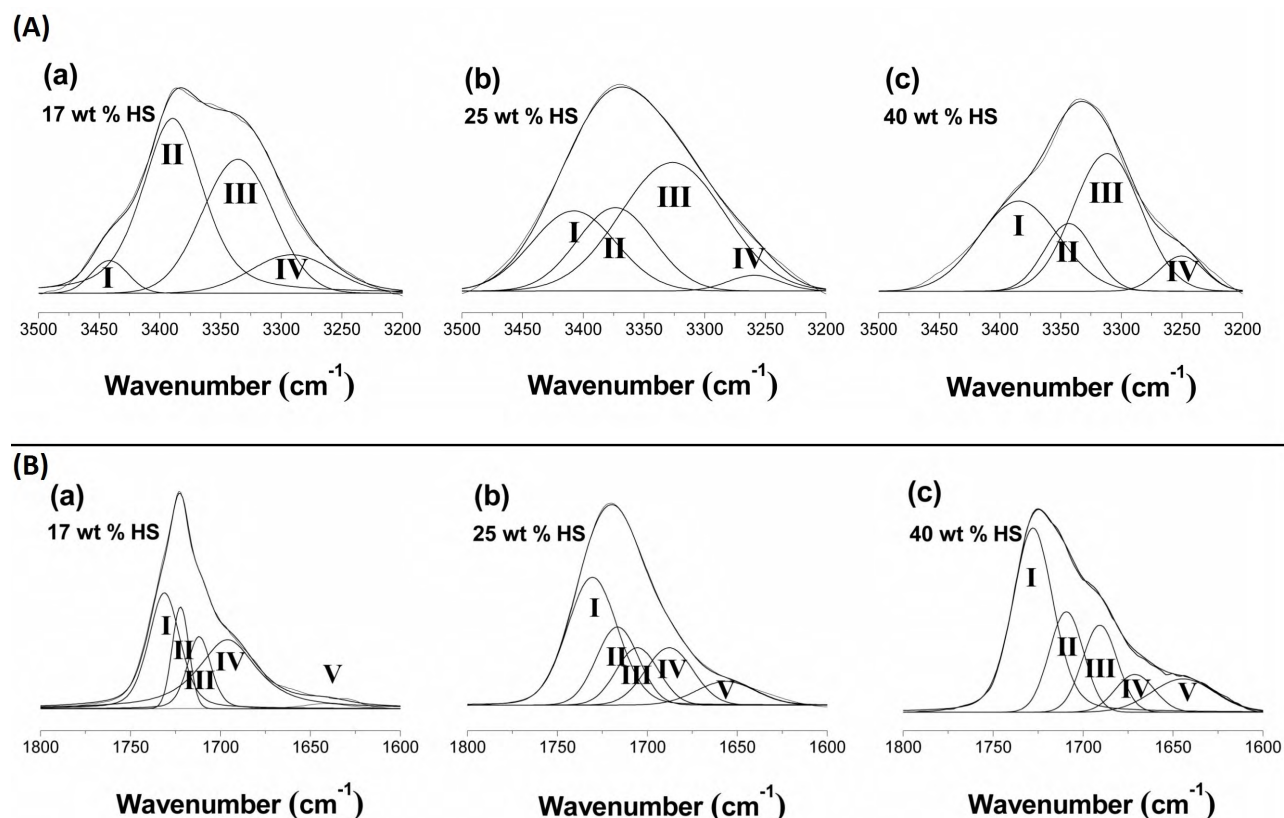 (A)
(a)
17 wt % HS
I
II
III
IV
3500 3450 3400 3350 3300 3250 3200
Wavenumber (cm-1)
(b)
25 wt % HS
I
II
III
IV
3500 3450 3400 3350 3300 3250 3200
Wavenumber (cm-1)
(c)
40 wt % HS
I
II
III
IV
3500 3450 3400 3350 3300 3250 3200
Wavenumber (cm-1)
(B)
(a)
17 wt % HS
I
II
III
IV
V
1800 1750 1700 1650 1600
Wavenumber (cm-1)
(b)
25 wt % HS
I
II
III
IV
V
1800 1750 1700 1650 1600
Wavenumber (cm-1)
(c)
40 wt % HS
I
II
III
IV
V
1800 1750 1700 1650 1600
Wavenumber (cm-1)